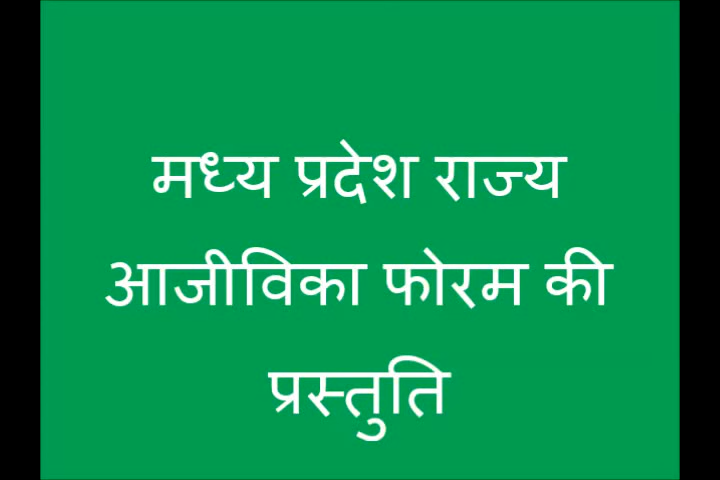 मध्य प्रदेश राज्य
आजीविका फोरम की
प्रस्तुति